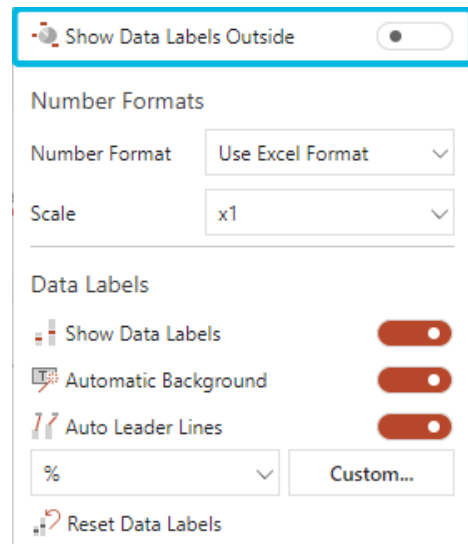 Show Data Labels Outside
Number Formats
Number Format Use Excel Format
Scale x1
Data Labels
Show Data Labels
Automatic Background
Auto Leader Lines
% Custom...
Reset Data Labels